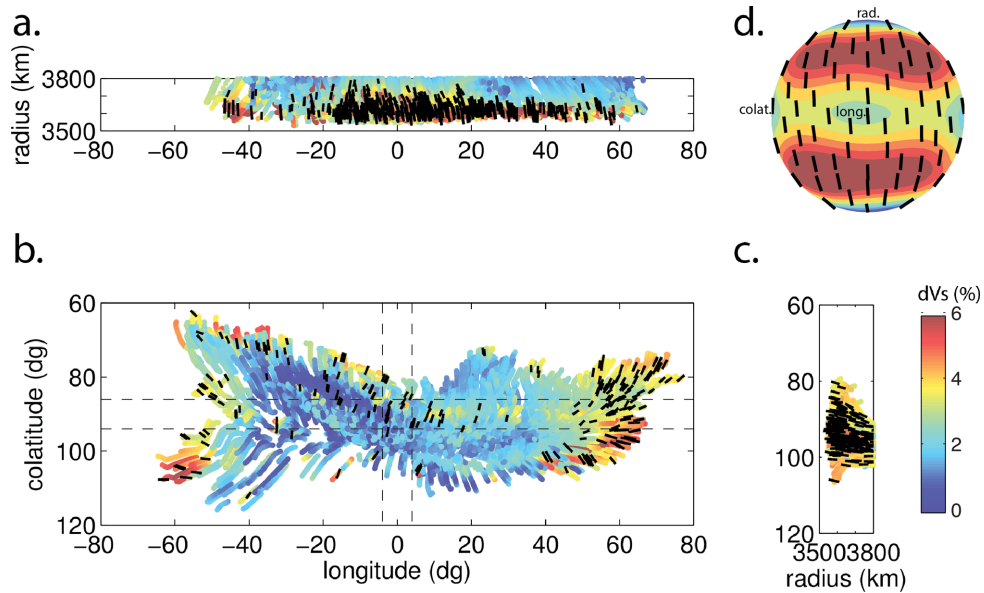 a.
radius (km)
3800
3500
−80 −60 −40 −20 0 20 40 60 80
d.
rad.
colat.
long.
b.
colatitude (dg)
60
80
100
120
−80 −60 −40 −20 0 20 40 60 80
longitude (dg)
c.
60
80
100
120
35003800
radius (km)
dVs (%)
6
4
2
0